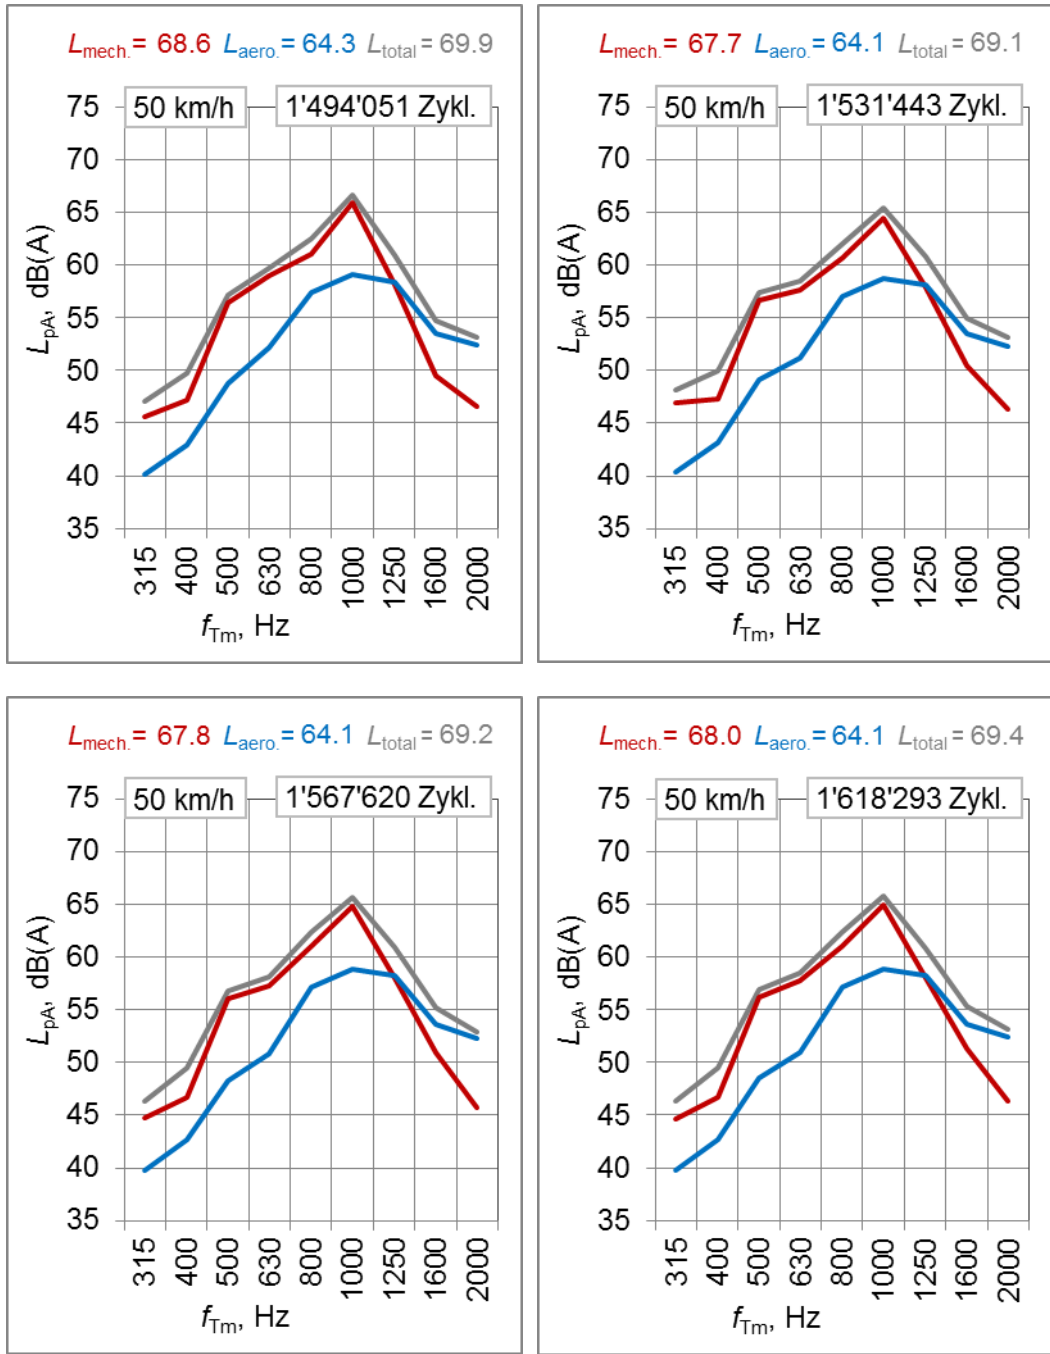 Lmech.= 68.6 Laero.= 64.3 Ltotal = 69.9
50 km/h 1'494'051 Zykl.
75
70
65
60
55
50
45
40
35
LpA, dB(A)
315 400 500 630 800 1000 1250 1600 2000
fTm, Hz
Lmech.= 67.7 Laero.= 64.1 Ltotal = 69.1
50 km/h 1'531'443 Zykl.
75
70
65
60
55
50
45
40
35
LpA, dB(A)
315 400 500 630 800 1000 1250 1600 2000
fTm, Hz
Lmech.= 67.8 Laero.= 64.1 Ltotal = 69.2
50 km/h 1'567'620 Zykl.
75
70
65
60
55
50
45
40
35
LpA, dB(A)
315 400 500 630 800 1000 1250 1600 2000
fTm, Hz
Lmech.= 68.0 Laero.= 64.1 Ltotal = 69.4
50 km/h 1'618'293 Zykl.
75
70
65
60
55
50
45
40
35
LpA, dB(A)
315 400 500 630 800 1000 1250 1600 2000
fTm, Hz